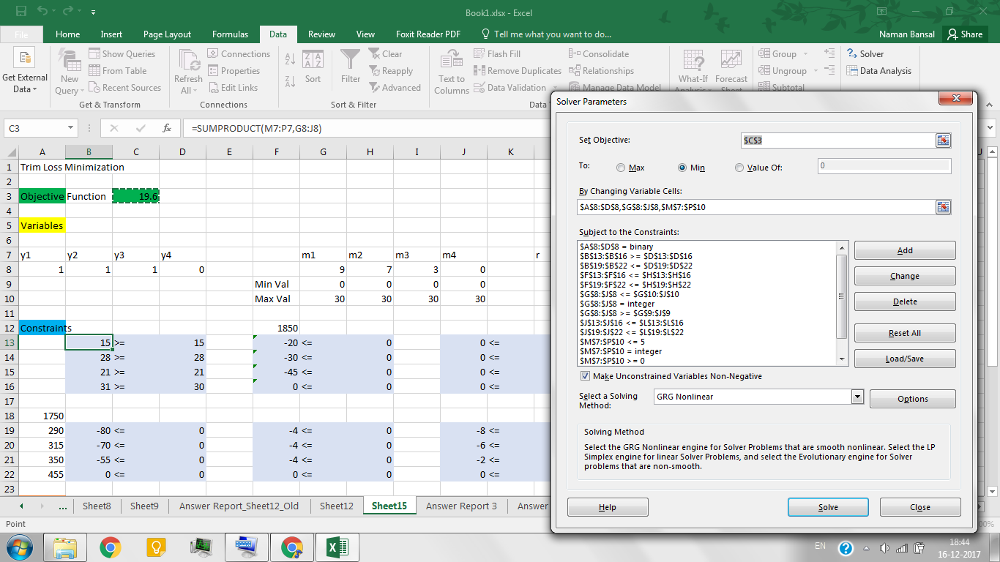 Book1.xlsx - Excel
File Home Insert Page Layout Formulas Data Review View Foxit Reader PDF Tell me what you want to do... Naman Bansal Share
Get External Data
New Query
Show Queries
From Table
Recent Sources
Get & Transform
Refresh All
Connections
Properties
Edit Links
Connections
Sort
Filter
Clear
Reapply
Advanced
Sort & Filter
Text to Columns
Flash Fill
Remove Duplicates
Data Validation
Consolidate
Relationships
Manage Data Model
Data T
What-If Analysis
Forecast Sheet
Group
Ungroup
Subtotal
Solver
Data Analysis
C3 fx =SUMPRODUCT(M7:P7,G8:J8)
A B C D E F G H I J K
1 Trim Loss Minimization
2
3 Objective Function 19.6
4
5 Variables
6
7 y1 y2 y3 y4 m1 m2 m3 m4 r
8 1 1 1 0 9 7 3 0
9 Min Val 0 0 0 0
10 Max Val 30 30 30 30
11
12 Constraints 1850
13 15 >= 15 -20 <= 0 0 <=
14 28 >= 28 -30 <= 0 0 <=
15 21 >= 21 -45 <= 0 0 <=
16 31 >= 30 0 <= 0 0 <=
17
18 1750
19 290 -80 <= 0 -4 <= 0 -8 <=
20 315 -70 <= 0 -4 <= 0 -6 <=
21 350 -55 <= 0 -4 <= 0 -2 <=
22 455 0 <= 0 0 <= 0 0 <=
23
... Sheet8 Sheet9 Answer Report_Sheet12_Old Sheet12 Sheet15 Answer Report 3 Answer
Point
Solver Parameters
Set Objective: $C$3
To: Max Min Value Of: 0
By Changing Variable Cells:
$A$8:$D$8,$G$8:$J$8,$M$7:$P$10
Subject to the Constraints:
$A$8:$D$8 = binary
$B$13:$B$16 >= $D$13:$D$16
$B$19:$B$22 <= $D$19:$D$22
$F$13:$F$16 <= $H$13:$H$16
$F$19:$F$22 <= $H$19:$H$22
$G$8:$J$8 <= $G$10:$J$10
$G$8:$J$8 = integer
$G$8:$J$8 >= $G$9:$J$9
$J$13:$J$16 <= $L$13:$L$16
$J$19:$J$22 <= $L$19:$L$22
$M$7:$P$10 <= 5
$M$7:$P$10 = integer
$M$7:$P$10 >= 0
Add
Change
Delete
Reset All
Load/Save
Make Unconstrained Variables Non-Negative
Select a Solving Method: GRG Nonlinear Options
Solving Method
Select the GRG Nonlinear engine for Solver Problems that are smooth nonlinear. Select the LP
Simplex engine for linear Solver Problems, and select the Evolutionary engine for Solver
problems that are non-smooth.
Help Solve Close
EN
18:44
16-12-2017